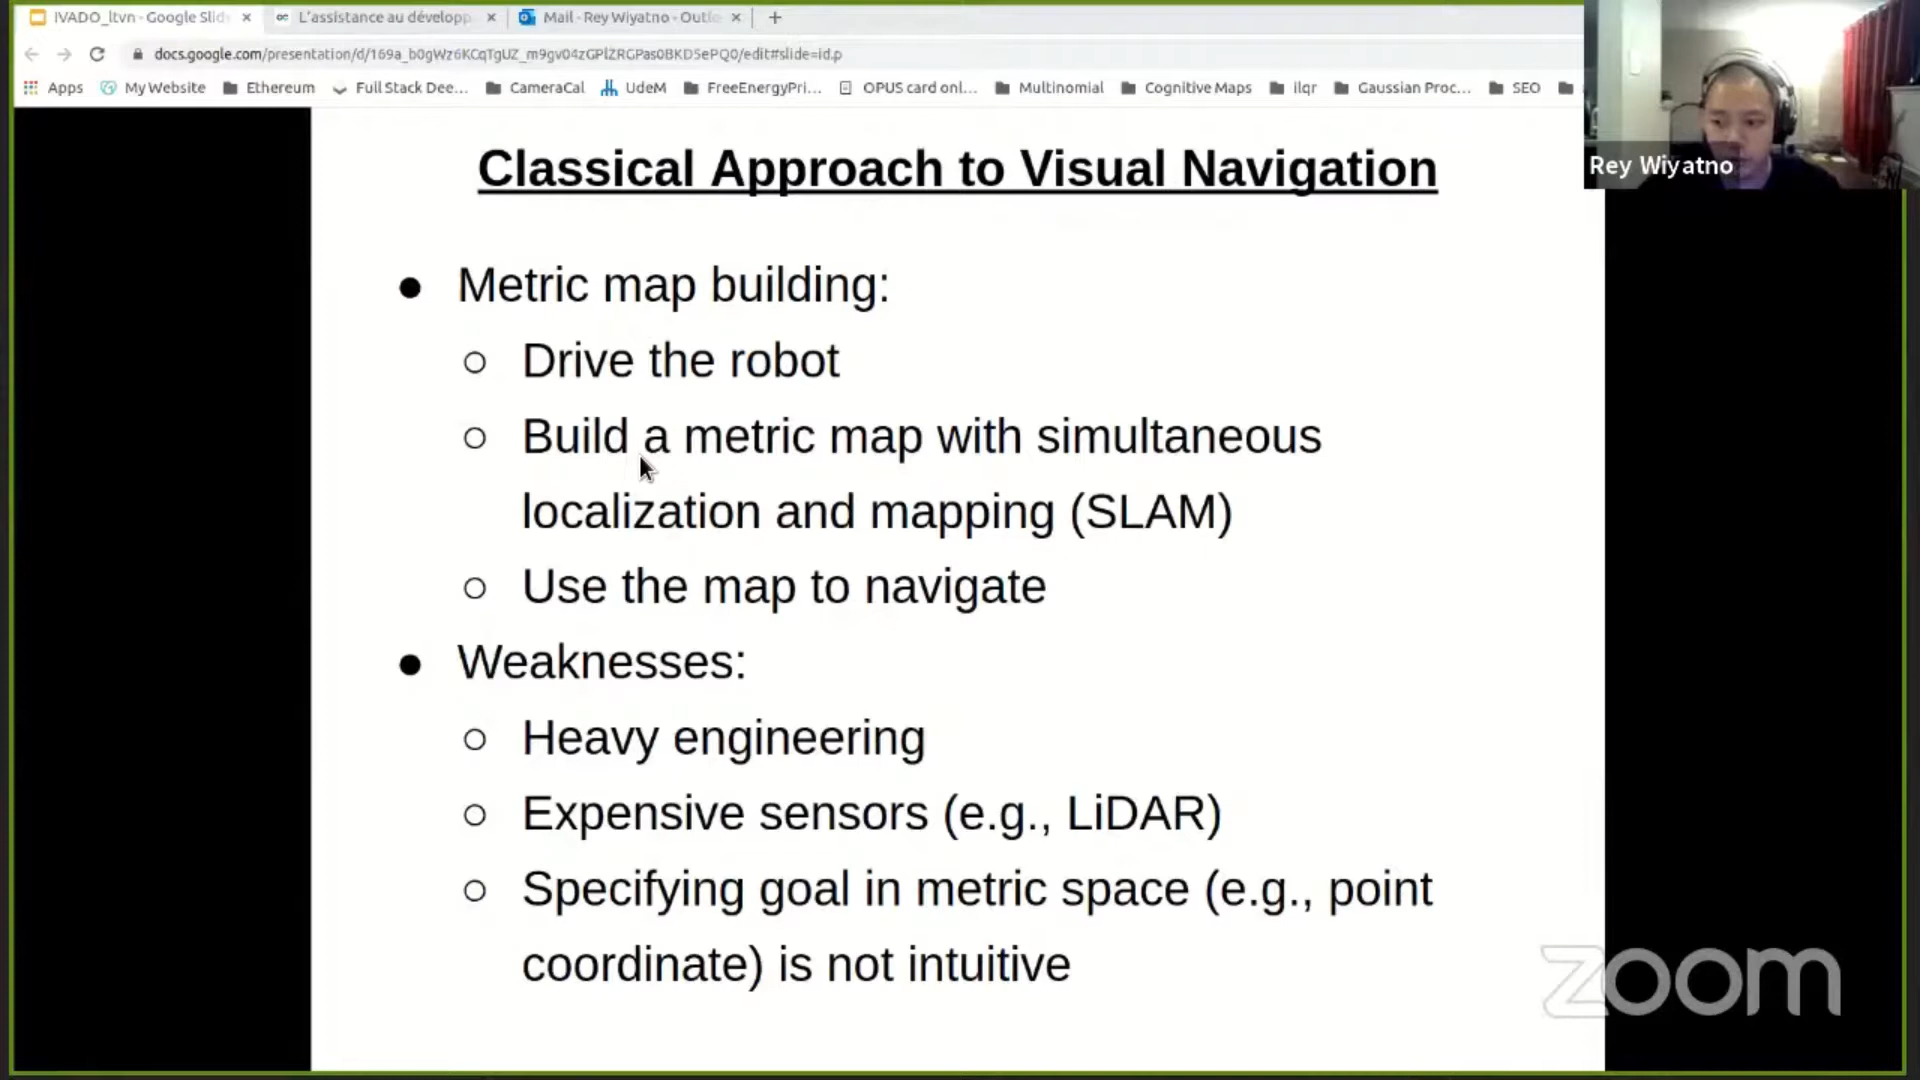 IVADO_ltvn - Google Slid
L'assistance au développ
Mail - Rey Wiyatno - Outlo
docs.google.com/presentation/d/169a_b0gWz6KCqTgUZ_m9gv04zGPlZRGPas0BKD5ePQ0/edit#slide=id.p
Apps
My Website
Ethereum
Full Stack Dee...
CameraCal
UdeM
FreeEnergyPri...
OPUS card onl...
Multinomial
Cognitive Maps
ilqr
Gaussian Proc...
SEO
Rey Wiyatno
Classical Approach to Visual Navigation
● Metric map building:
○ Drive the robot
○ Build a metric map with simultaneous
localization and mapping (SLAM)
○ Use the map to navigate
● Weaknesses:
○ Heavy engineering
○ Expensive sensors (e.g., LiDAR)
○ Specifying goal in metric space (e.g., point
coordinate) is not intuitive
zoom